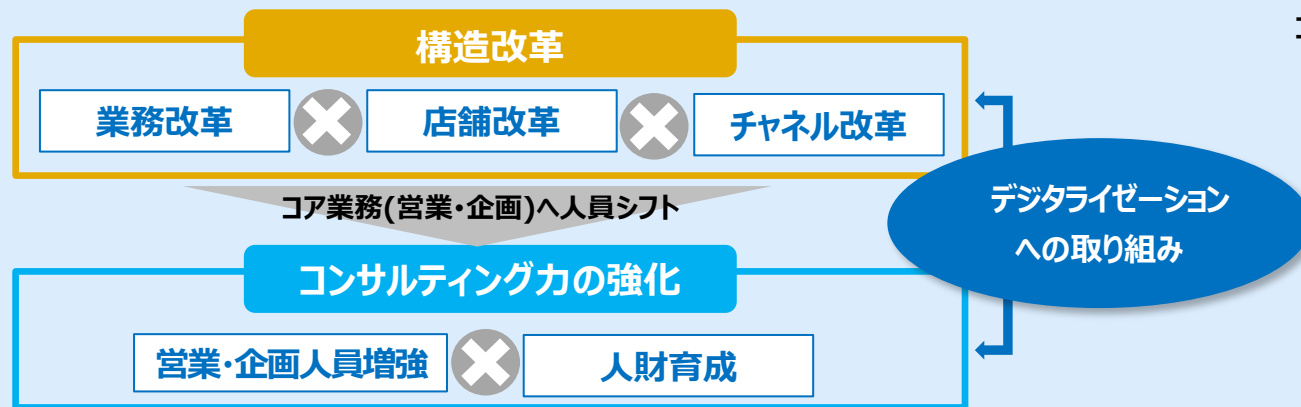 構造改革
業務改革
店舗改革
チャネル改革
コア業務(営業・企画)へ人員シフト
デジタライゼーション
への取り組み
コンサルティング力の強化
営業・企画人員増強
人財育成